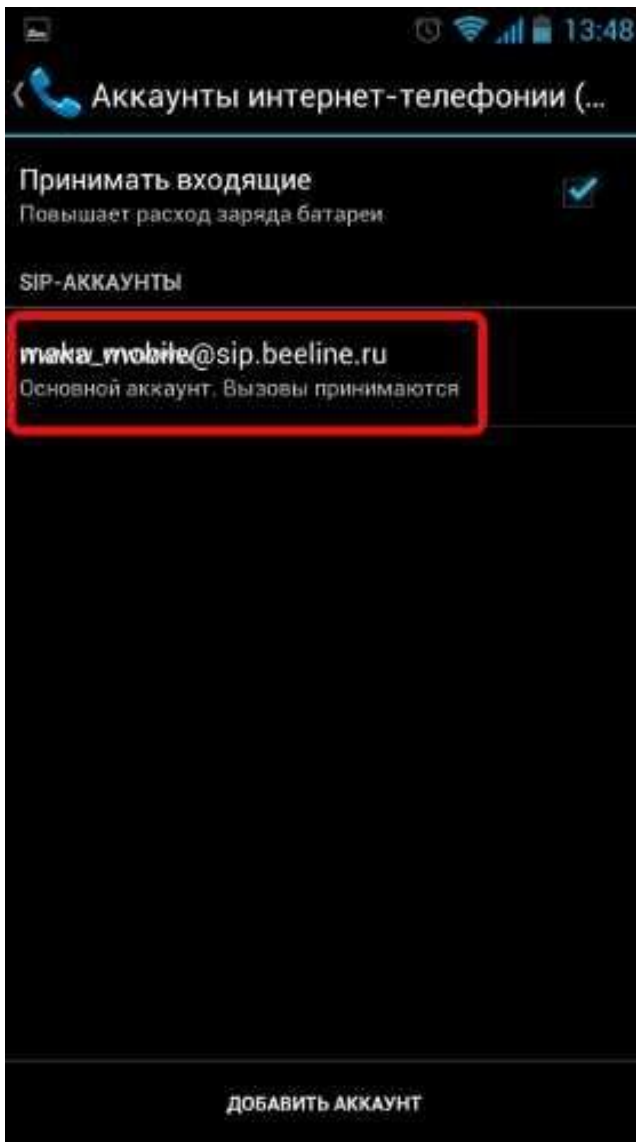 13:48
Аккаунты интернет-телефонии (...
Принимать входящие
Повышает расход заряда батареи
SIP-АККАУНТЫ
@sip.beeline.ru
Основной аккаунт. Вызовы принимаются
ДОБАВИТЬ АККАУНТ